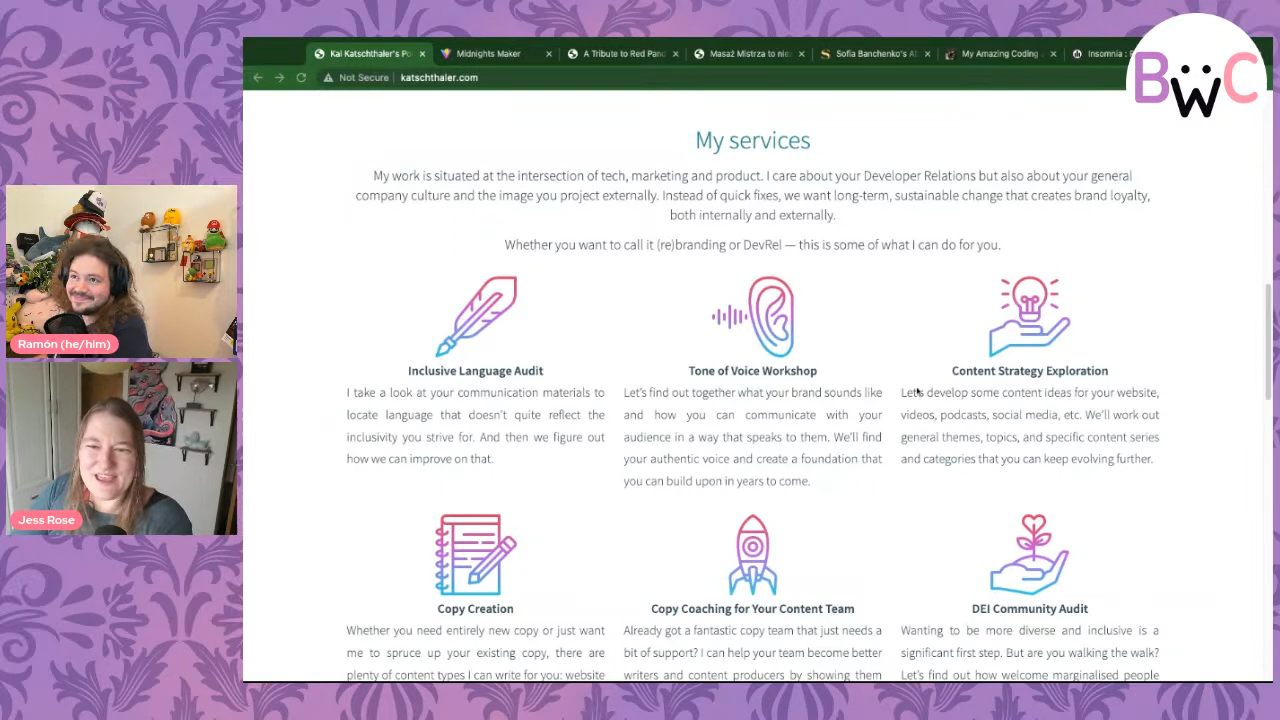 Kai Katschthaler's Po
Midnights Maker
A Tribute to Red Pand
Masaż Mistrza to nie
Sofia Banchenko's A
My Amazing Coding
Insomnia :
Not Secure
katschthaler.com
BWC
My services
My work is situated at the intersection of tech, marketing and product. I care about your Developer Relations but also about your general
company culture and the image you project externally. Instead of quick fixes, we want long-term, sustainable change that creates brand loyalty,
both internally and externally.
Whether you want to call it (re)branding or DevRel — this is some of what I can do for you.
Inclusive Language Audit
I take a look at your communication materials to
locate language that doesn't quite reflect the
inclusivity you strive for. And then we figure out
how we can improve on that.
Tone of Voice Workshop
Let's find out together what your brand sounds like
and how you can communicate with your
audience in a way that speaks to them. We'll find
your authentic voice and create a foundation that
you can build upon in years to come.
Content Strategy Exploration
Let's develop some content ideas for your website,
videos, podcasts, social media, etc. We'll work out
general themes, topics, and specific content series
and categories that you can keep evolving further.
Copy Creation
Whether you need entirely new copy or just want
me to spruce up your existing copy, there are
plenty of content types I can write for you: website
Copy Coaching for Your Content Team
Already got a fantastic copy team that just needs a
bit of support? I can help your team become better
writers and content producers by showing them
DEI Community Audit
Wanting to be more diverse and inclusive is a
significant first step. But are you walking the walk?
Let's find out how welcome marginalised people
Ramón (he/him)
Jess Rose